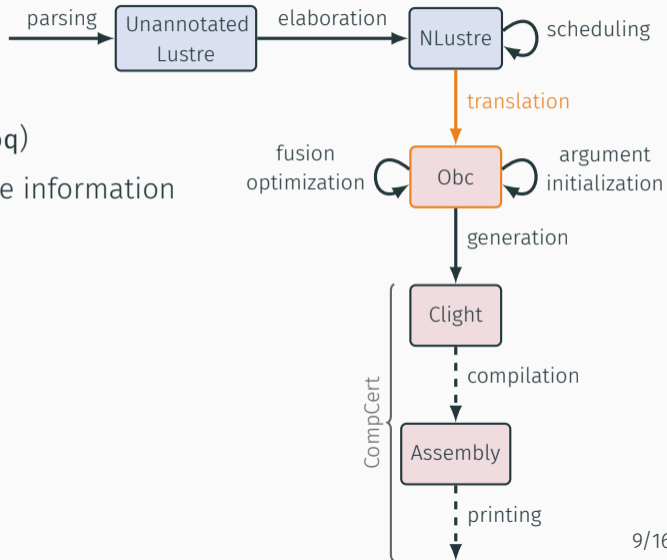 parsing
Unannotated
Lustre
elaboration
NLustre
scheduling
translation
q)
e information
fusion
optimization
Obc
argument
initialization
generation
Clight
compilation
CompCert
Assembly
printing
9/16